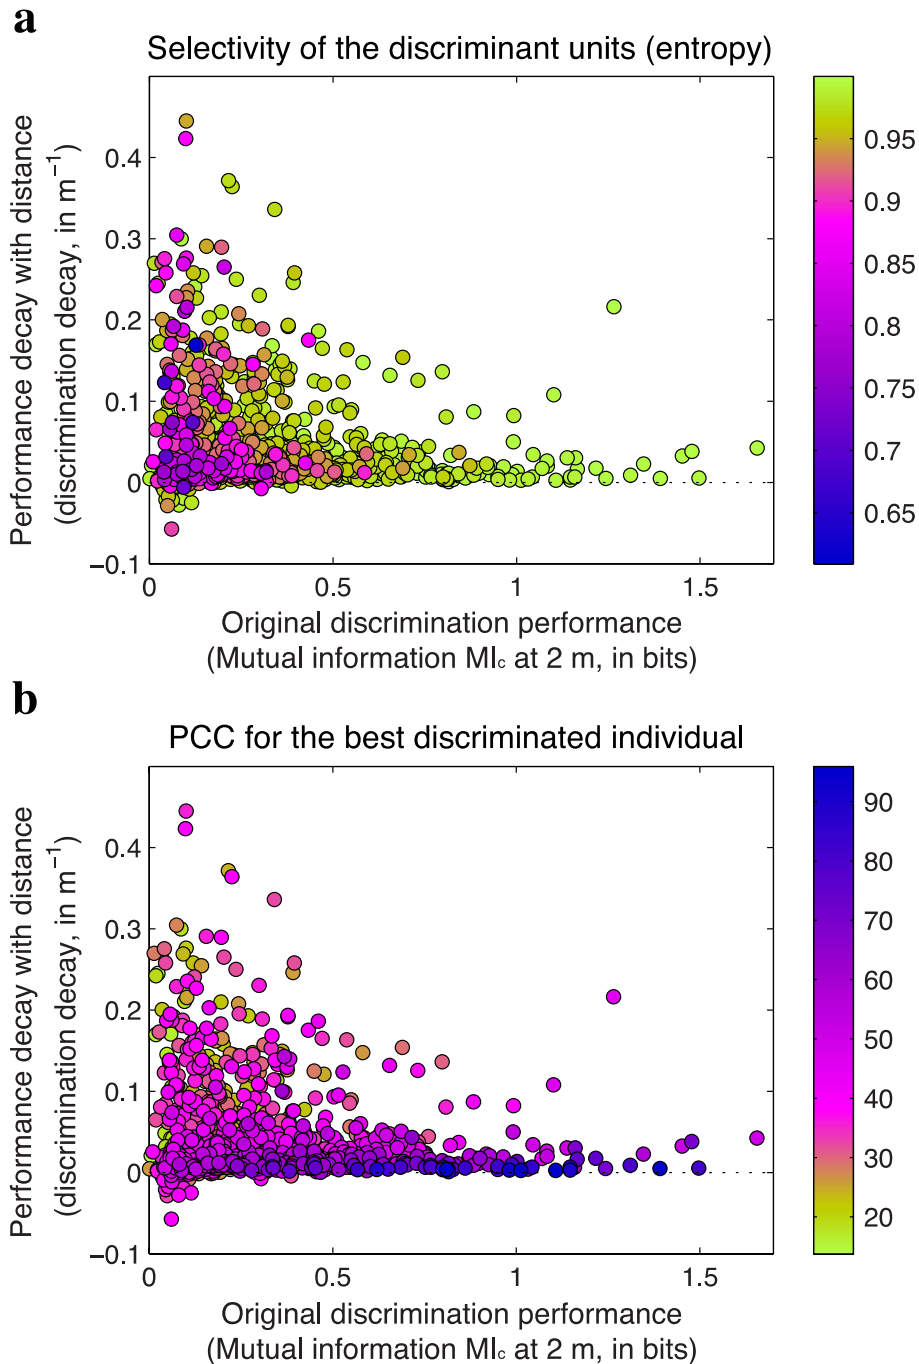 a
Selectivity of the discriminant units (entropy)
Performance decay with distance
(discrimination decay, in m⁻¹)
0.4
0.3
0.2
0.1
0
−0.1
0
0.5
1
1.5
0.95
0.9
0.85
0.8
0.75
0.7
0.65
Original discrimination performance
(Mutual information MIc at 2 m, in bits)
b
PCC for the best discriminated individual
Performance decay with distance
(discrimination decay, in m⁻¹)
0.4
0.3
0.2
0.1
0
−0.1
0
0.5
1
1.5
90
80
70
60
50
40
30
20
Original discrimination performance
(Mutual information MIc at 2 m, in bits)